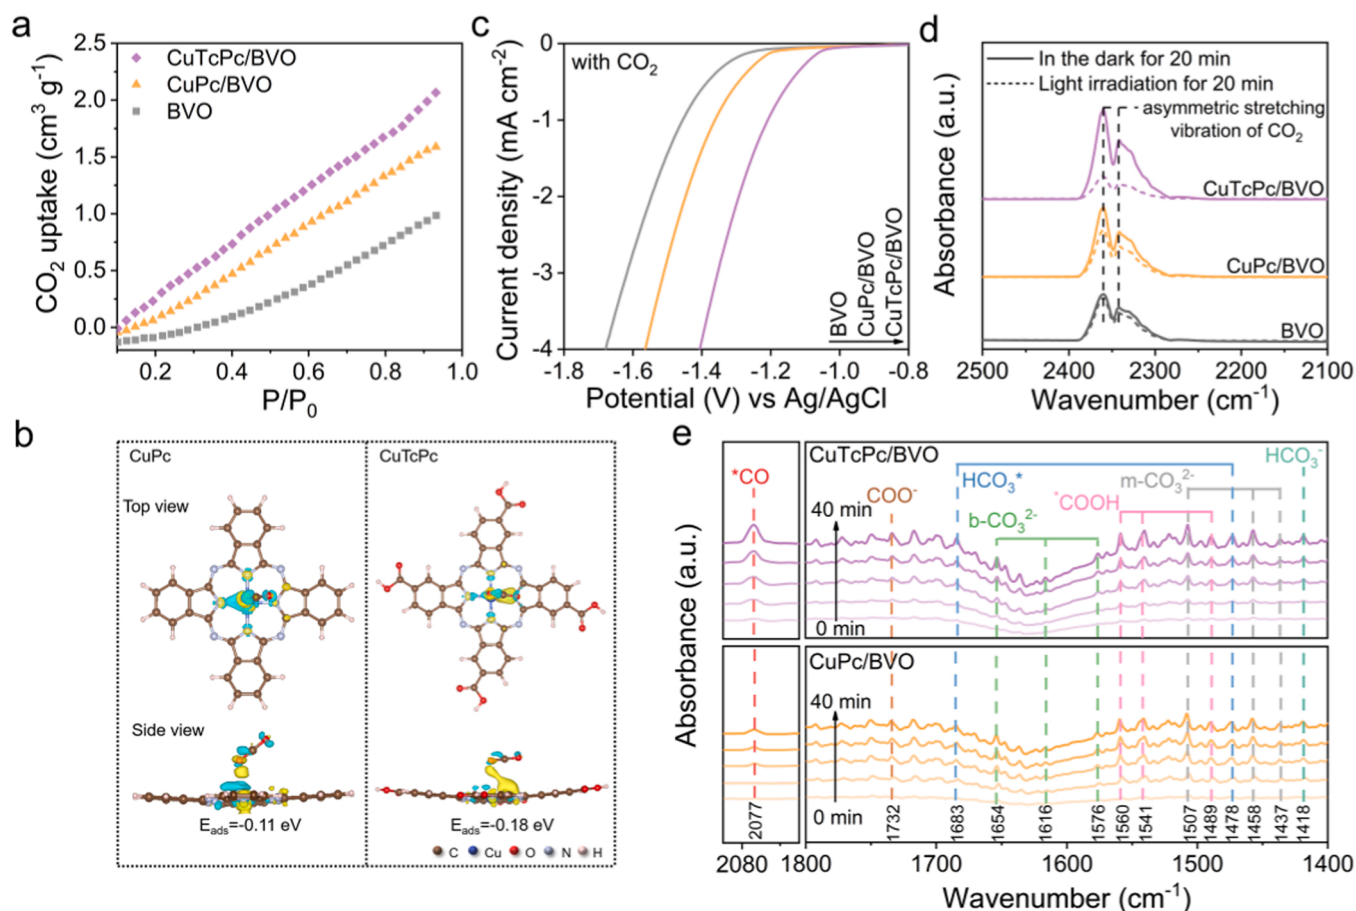 a
CuTcPc/BVO
CuPc/BVO
BVO
CO₂ uptake (cm³ g⁻¹)
2.5
2.0
1.5
1.0
0.5
0.0
0.2
0.4
0.6
0.8
1.0
P/P₀
c
with CO₂
Current density (mA cm⁻²)
0
-1
-2
-3
-4
BVO
CuPc/BVO
CuTcPc/BVO
-1.8
-1.6
-1.4
-1.2
-1.0
-0.8
Potential (V) vs Ag/AgCl
d
In the dark for 20 min
Light irradiation for 20 min
asymmetric stretching
vibration of CO₂
CuTcPc/BVO
CuPc/BVO
BVO
Absorbance (a.u.)
2500
2400
2300
2200
2100
Wavenumber (cm⁻¹)
b
CuPc
CuTcPc
Top view
Side view
E_ads=-0.11 eV
E_ads=-0.18 eV
C
Cu
O
N
H
e
CuTcPc/BVO
*CO
COO⁻
HCO₃*
b-CO₃²⁻
*COOH
m-CO₃²⁻
HCO₃⁻
40 min
0 min
Absorbance (a.u.)
CuPc/BVO
40 min
0 min
2077
1732
1683
1654
1616
1576
1560
1541
1507
1489
1478
1458
1437
1418
2080
1800
1700
1600
1500
1400
Wavenumber (cm⁻¹)